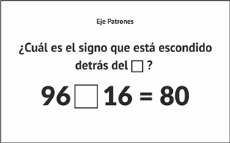 Eje Patrones
¿Cuál es el signo que está escondido
detrás del □ ?
96 □ 16 = 80